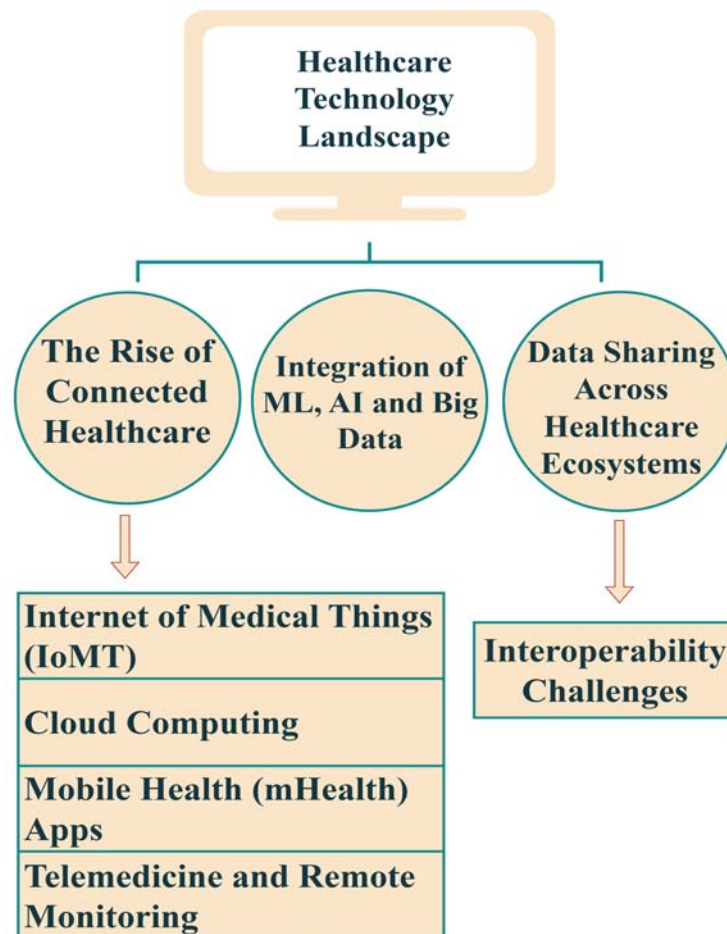 Healthcare
Technology
Landscape
The Rise of
Connected
Healthcare
Integration of
ML, AI and Big
Data
Data Sharing
Across
Healthcare
Ecosystems
Internet of Medical Things
(IoMT)
Cloud Computing
Mobile Health (mHealth)
Apps
Telemedicine and Remote
Monitoring
Interoperability
Challenges